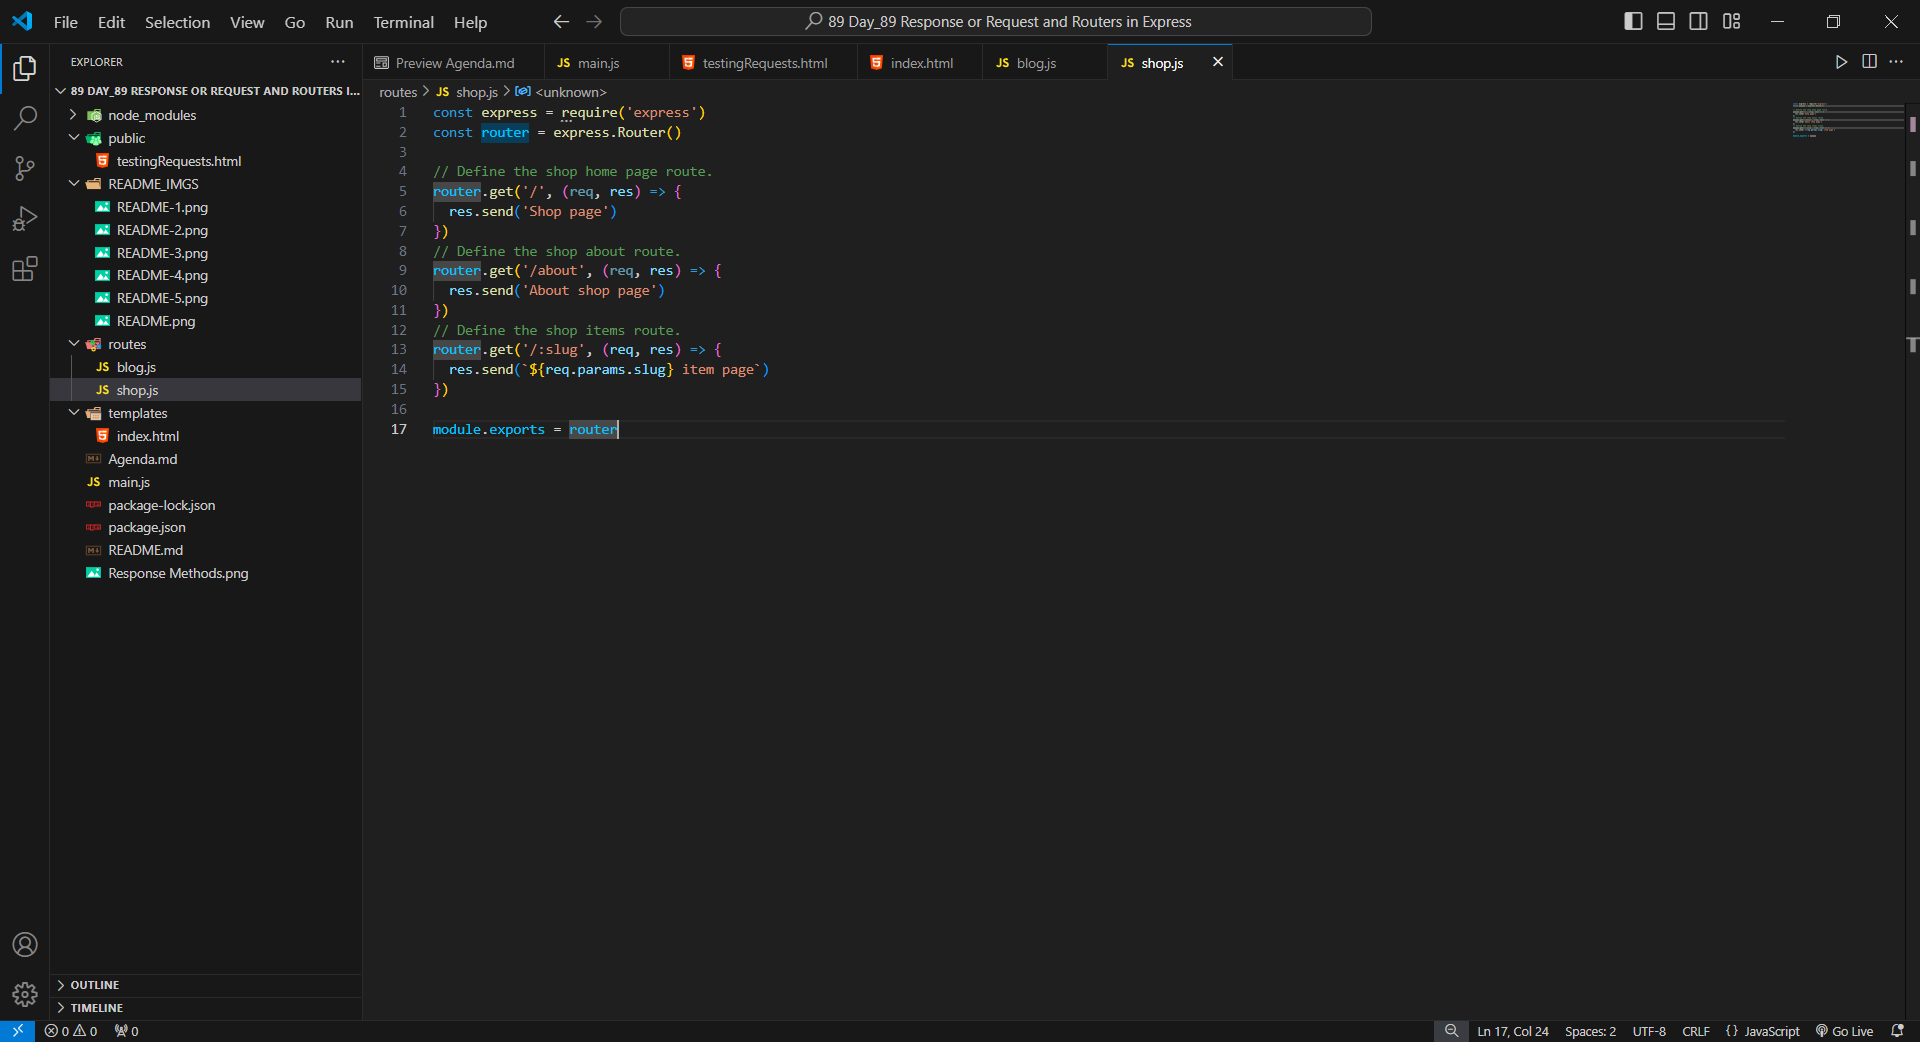 File Edit Selection View Go Run Terminal Help
89 Day_89 Response or Request and Routers in Express
EXPLORER
89 DAY_89 RESPONSE OR REQUEST AND ROUTERS I...
node_modules
public
testingRequests.html
README_IMGS
README-1.png
README-2.png
README-3.png
README-4.png
README-5.png
README.png
routes
JS blog.js
JS shop.js
templates
index.html
Agenda.md
JS main.js
package-lock.json
package.json
README.md
Response Methods.png
OUTLINE
TIMELINE
Preview Agenda.md JS main.js testingRequests.html index.html JS blog.js JS shop.js
routes > JS shop.js > <unknown>
1 const express = require('express')
2 const router = express.Router()
3
4 // Define the shop home page route.
5 router.get('/', (req, res) => {
6 res.send('Shop page')
7 })
8 // Define the shop about route.
9 router.get('/about', (req, res) => {
10 res.send('About shop page')
11 })
12 // Define the shop items route.
13 router.get('/:slug', (req, res) => {
14 res.send(`${req.params.slug} item page`)
15 })
16
17 module.exports = router
0 0 0 Ln 17, Col 24 Spaces: 2 UTF-8 CRLF {} JavaScript Go Live